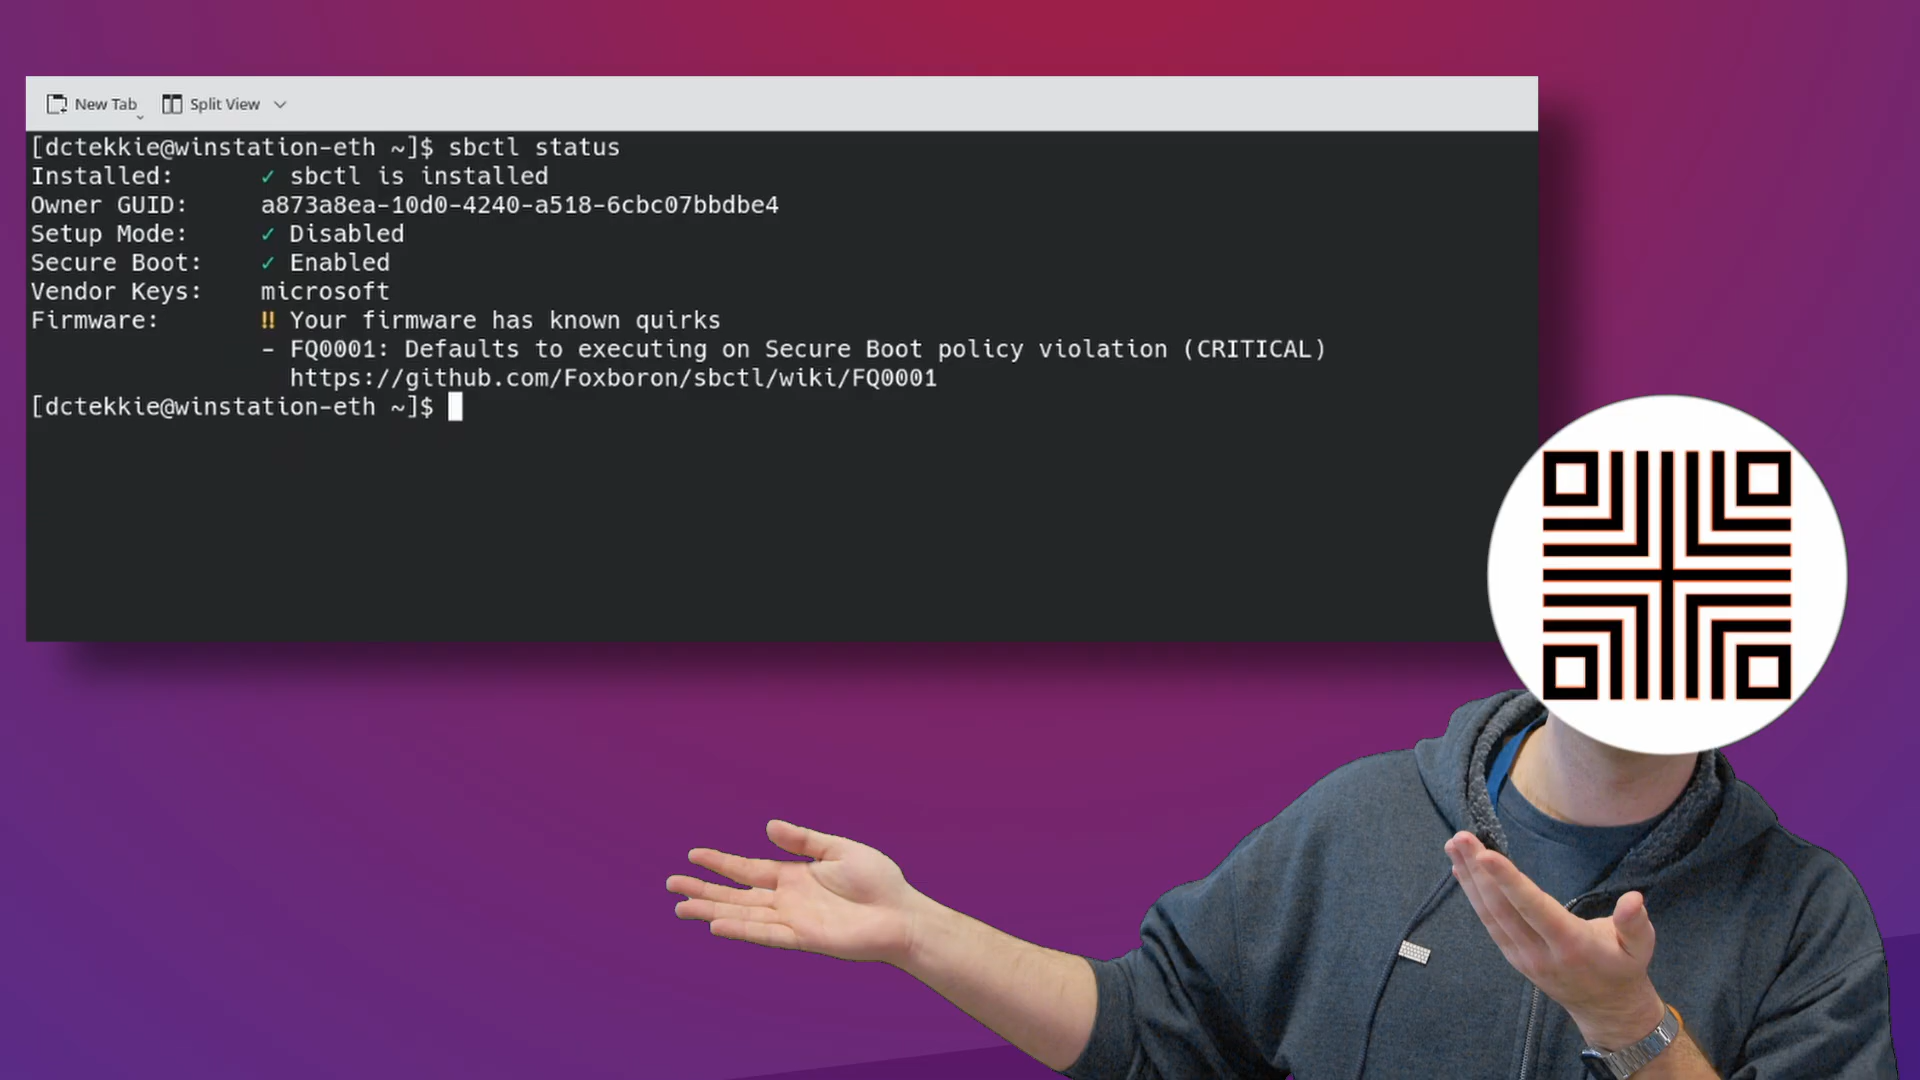 New Tab Split View
[dctekkie@winstation-eth ~]$ sbctl status
Installed: ✓ sbctl is installed
Owner GUID: a873a8ea-10d0-4240-a518-6cbc07bbdbe4
Setup Mode: ✓ Disabled
Secure Boot: ✓ Enabled
Vendor Keys: microsoft
Firmware: ‼ Your firmware has known quirks
- FQ0001: Defaults to executing on Secure Boot policy violation (CRITICAL)
https://github.com/Foxboron/sbctl/wiki/FQ0001
[dctekkie@winstation-eth ~]$